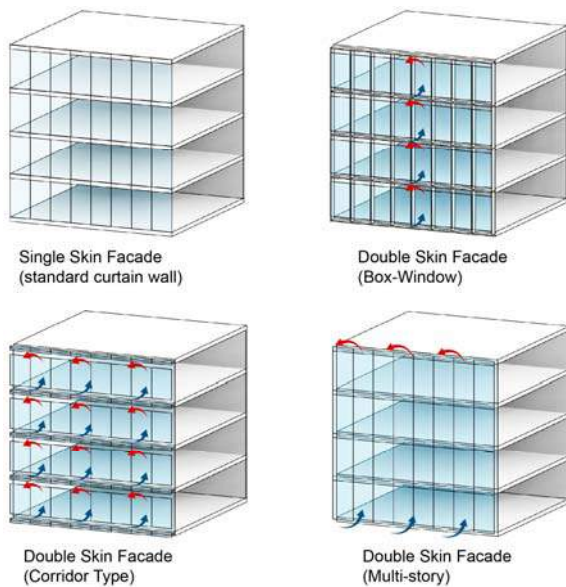 Single Skin Facade
(standard curtain wall)
Double Skin Facade
(Box-Window)
Double Skin Facade
(Corridor Type)
Double Skin Facade
(Multi-story)